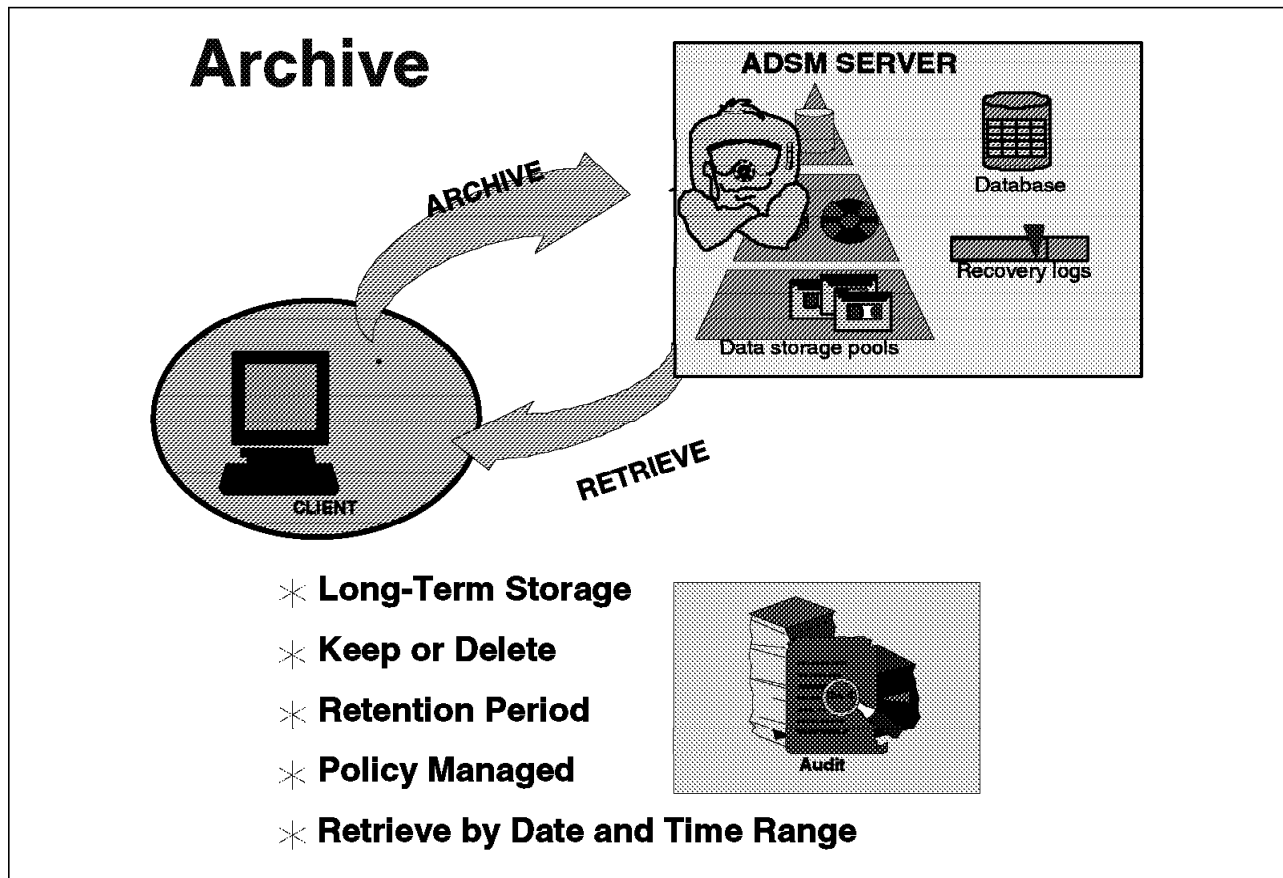 Archive
ADSM SERVER
Database
Recovery logs
Data storage pools
ARCHIVE
RETRIEVE
CLIENT
Long-Term Storage
Keep or Delete
Retention Period
Policy Managed
Retrieve by Date and Time Range
Audit